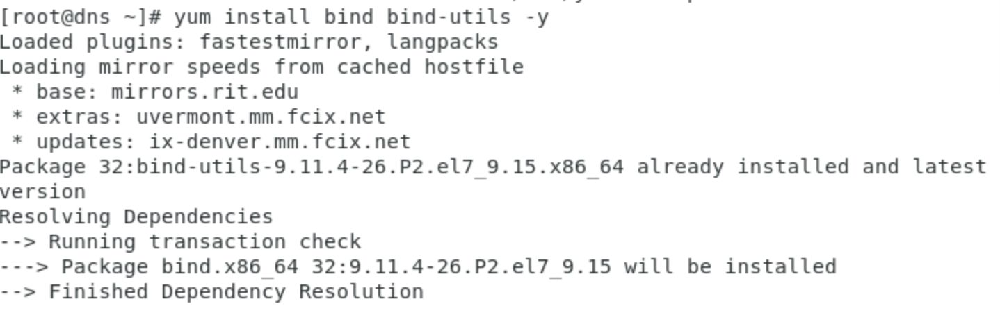 [root@dns ~]# yum install bind bind-utils -y
Loaded plugins: fastestmirror, langpacks
Loading mirror speeds from cached hostfile
 * base: mirrors.rit.edu
 * extras: uvermont.mm.fcix.net
 * updates: ix-denver.mm.fcix.net
Package 32:bind-utils-9.11.4-26.P2.el7_9.15.x86_64 already installed and latest
version
Resolving Dependencies
--> Running transaction check
---> Package bind.x86_64 32:9.11.4-26.P2.el7_9.15 will be installed
--> Finished Dependency Resolution